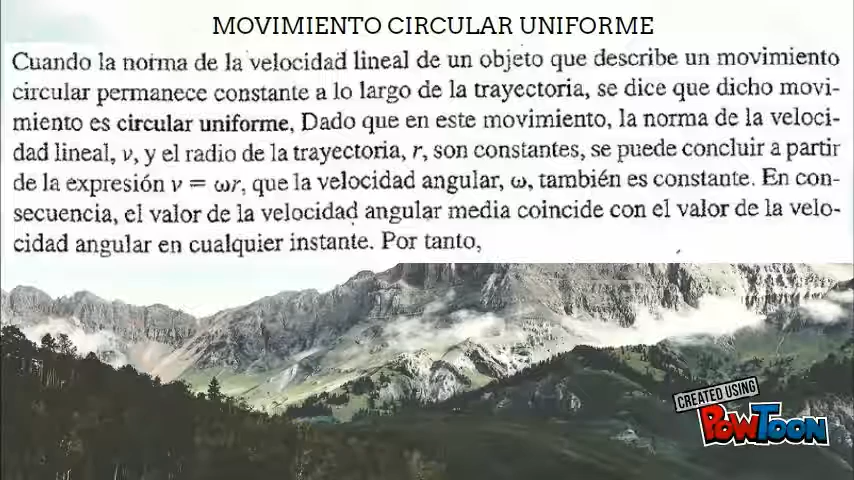 MOVIMIENTO CIRCULAR UNIFORME
Cuando la norma de la velocidad lineal de un objeto que describe un movimiento
circular permanece constante a lo largo de la trayectoria, se dice que dicho movi-
miento es circular uniforme. Dado que en este movimiento, la norma de la veloci-
dad lineal, v, y el radio de la trayectoria, r, son constantes, se puede concluir a partir
de la expresión v = ωr, que la velocidad angular, ω, también es constante. En con-
secuencia, el valor de la velocidad angular media coincide con el valor de la velo-
cidad angular en cualquier instante. Por tanto,
CREATED USING
POWTOON